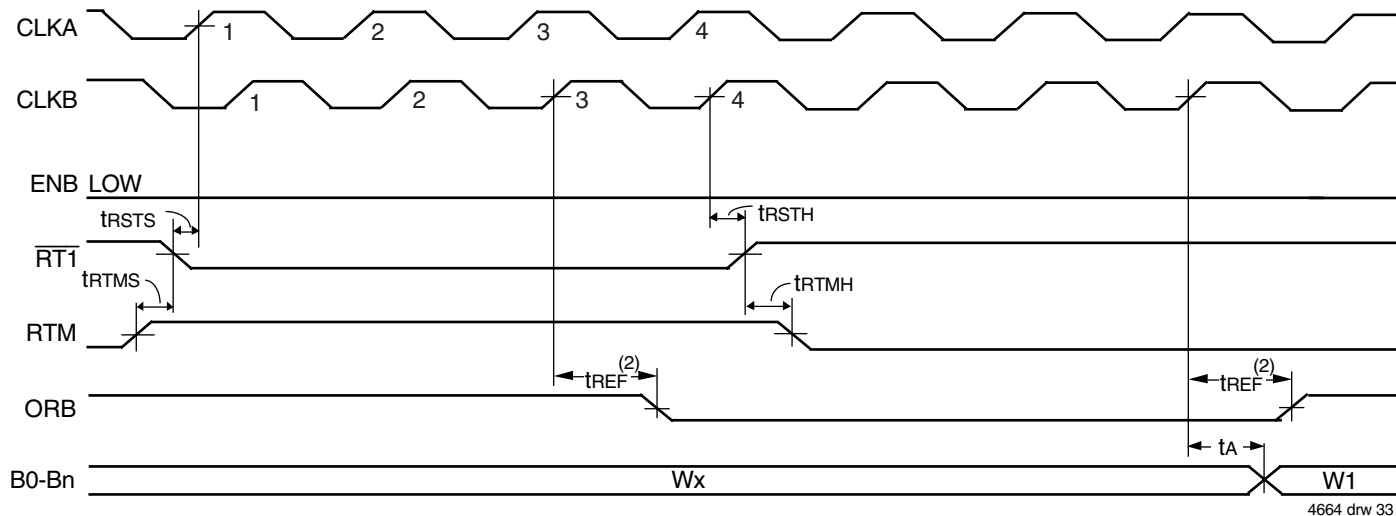 CLKA 1 2 3 4
CLKB 1 2 3 4
ENB LOW
tRSTS tRSTH
RT1
tRTMS tRTMH
RTM
tREF(2) tREF(2)
ORB
tA
B0-Bn Wx W1
4664 drw 33